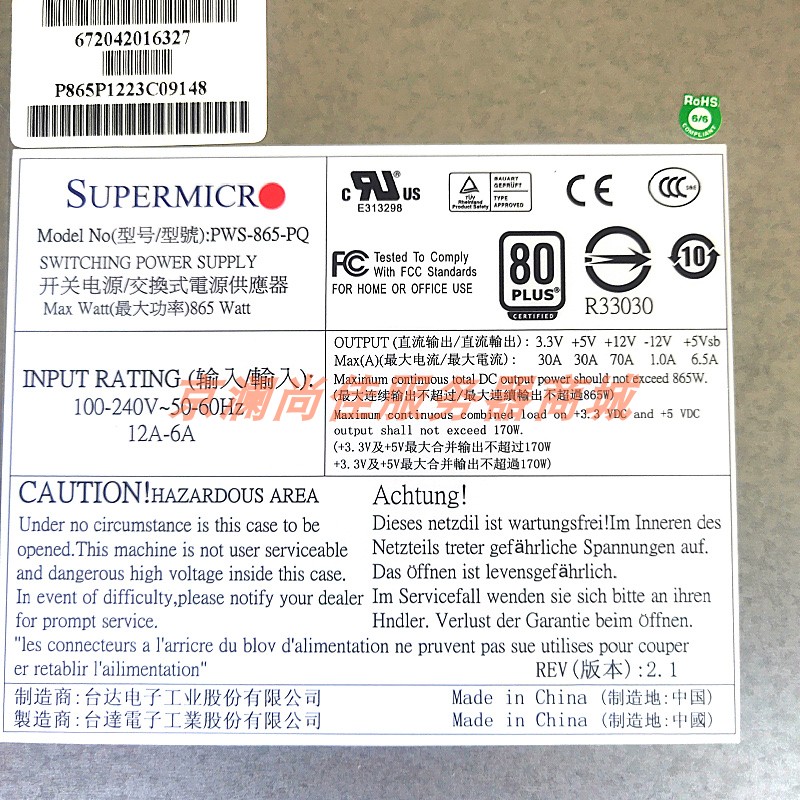 672042016327
P865P1223C09148
RoHS
6/6
COMPLIANT
SUPERMICRO
Model No(型号/型號):PWS-865-PQ
SWITCHING POWER SUPPLY
开关电源/交換式電源供應器
Max Watt(最大功率)865 Watt
c UL US
E313298
TÜV
Rheinland
Product Safety
BAUART
GEPRÜFT
TYPE
APPROVED
CE
CCC
FCC Tested To Comply
With FCC Standards
FOR HOME OR OFFICE USE
80
PLUS
CERTIFIED
R33030
10
INPUT RATING (输入/輸入):
100-240V~50-60Hz
12A-6A
OUTPUT (直流输出/直流輸出): 3.3V +5V +12V -12V +5Vsb
Max(A)(最大电流/最大電流): 30A 30A 70A 1.0A 6.5A
Maximum continuous total DC output power should not exceed 865W.
(最大连续输出不超过/最大連續輸出不超過865W)
Maximum continuous combined load on +3.3 VDC and +5 VDC
output shall not exceed 170W.
(+3.3V及+5V最大合并输出不超过170W
+3.3V及+5V最大合并輸出不超過170W)
京澜尚佳服务器商城
CAUTION!HAZARDOUS AREA
Under no circumstance is this case to be
opened.This machine is not user serviceable
and dangerous high voltage inside this case.
In event of difficulty,please notify your dealer
for prompt service.
Achtung!
Dieses netzdil ist wartungsfrei!Im Inneren des
Netzteils treter gefährliche Spannungen auf.
Das öffnen ist levensgefährlich.
Im Servicefall wenden sie sich bitte an ihren
Hndler. Verlust der Garantie beim öffnen.
"les connecteurs a l'arricre du blov d'alimentation ne pruvent pas sue utilises pour couper
er retablir l'ailimentation"
REV(版本):2.1
制造商:台达电子工业股份有限公司 Made in China (制造地:中国)
製造商:台達電子工業股份有限公司 Made in China (制造地:中國)